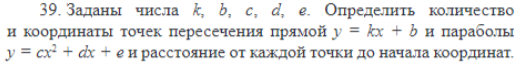 39. Заданы числа k, b, c, d, e. Определить количество
и координаты точек пересечения прямой y = kx + b и параболы
y = cx² + dx + e и расстояние от каждой точки до начала координат.